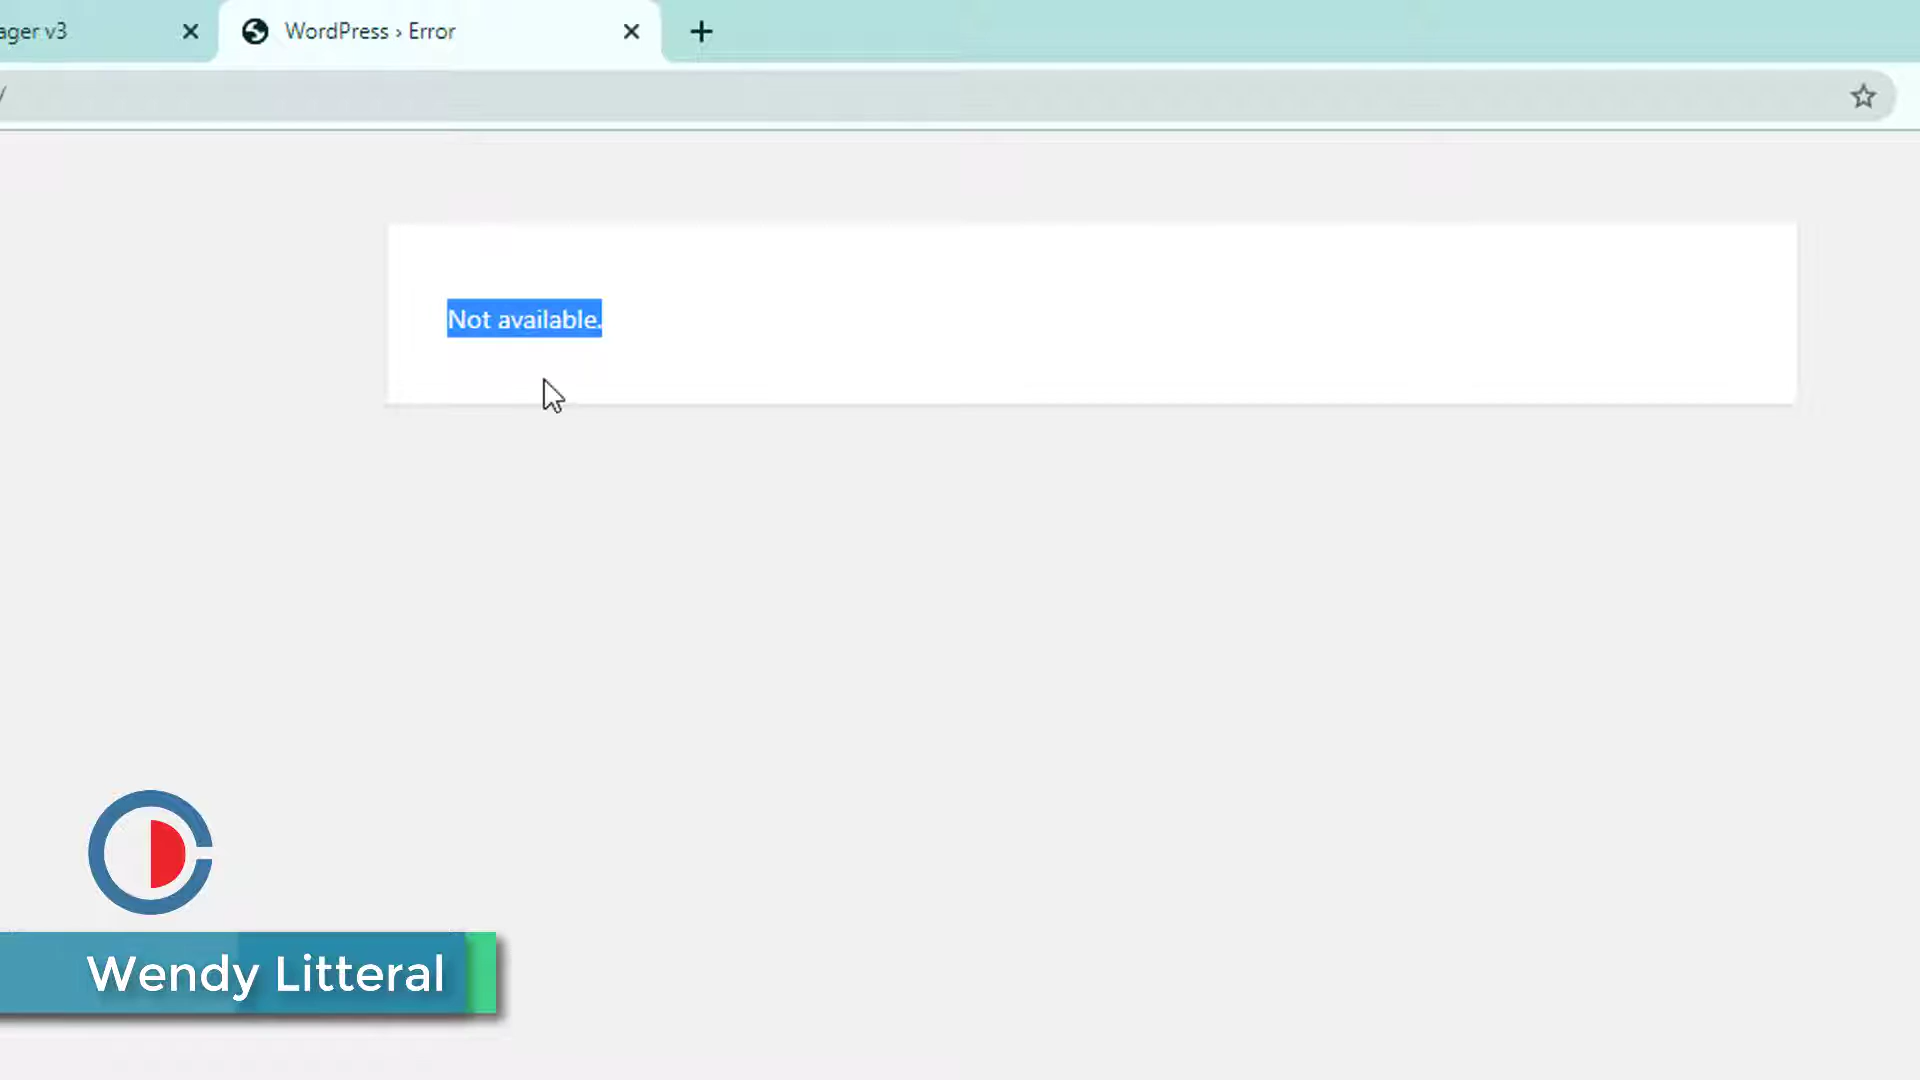 ager v3
WordPress › Error
/
Not available.
Wendy Litteral